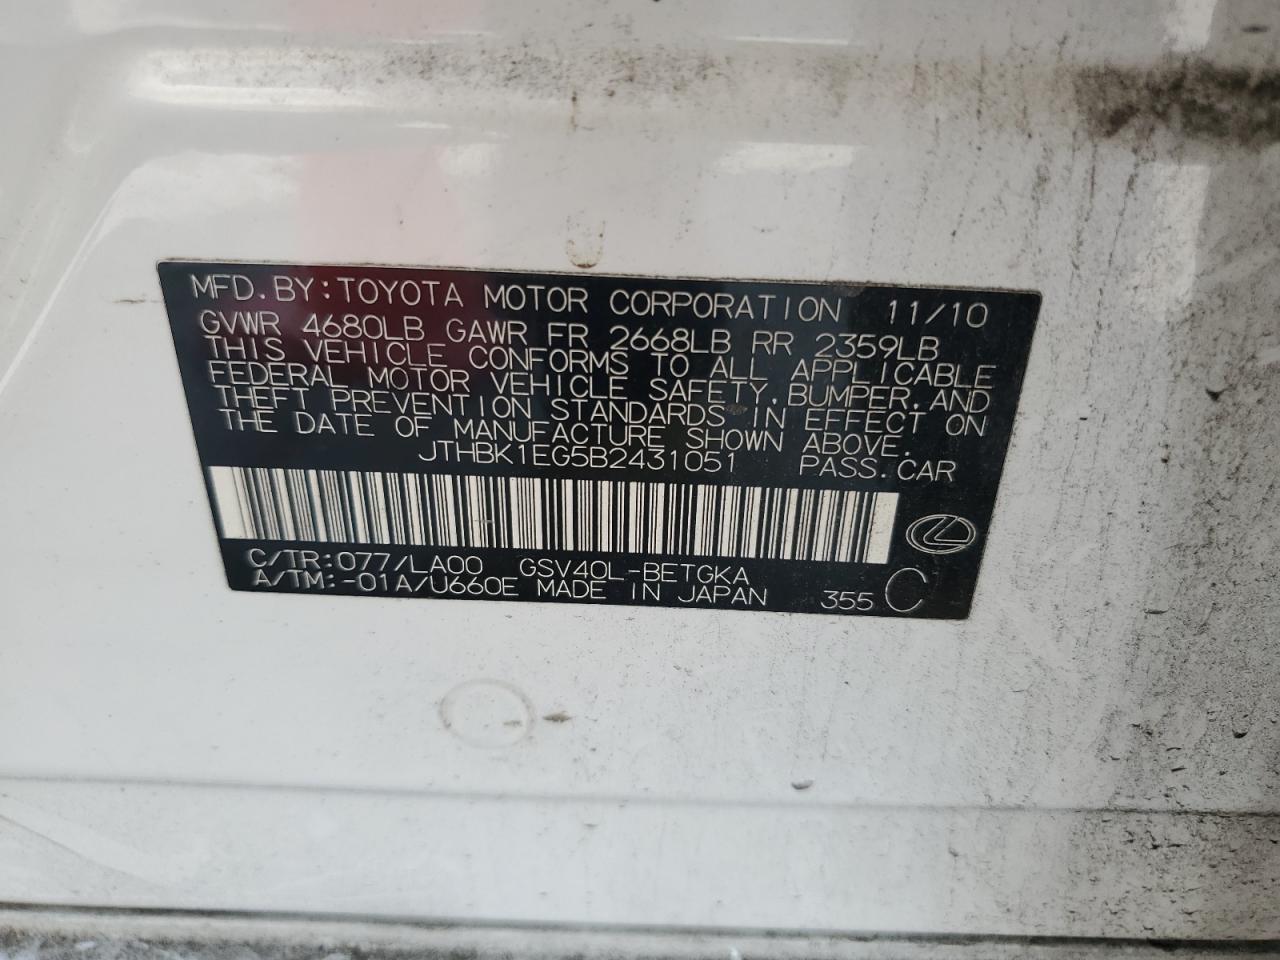 MFD. BY: TOYOTA MOTOR CORPORATION 11/10
GVWR 4680LB GAWR FR 2668LB RR 2359LB
THIS VEHICLE CONFORMS TO ALL APPLICABLE
FEDERAL MOTOR VEHICLE SAFETY, BUMPER, AND
THEFT PREVENTION STANDARDS IN EFFECT ON
THE DATE OF MANUFACTURE SHOWN ABOVE.
JTHBK1EG5B2431051 PASS. CAR
C/TR: 077/LA00 GSV40L-BETGKA
A/TM: -01A/U660E MADE IN JAPAN 355 C